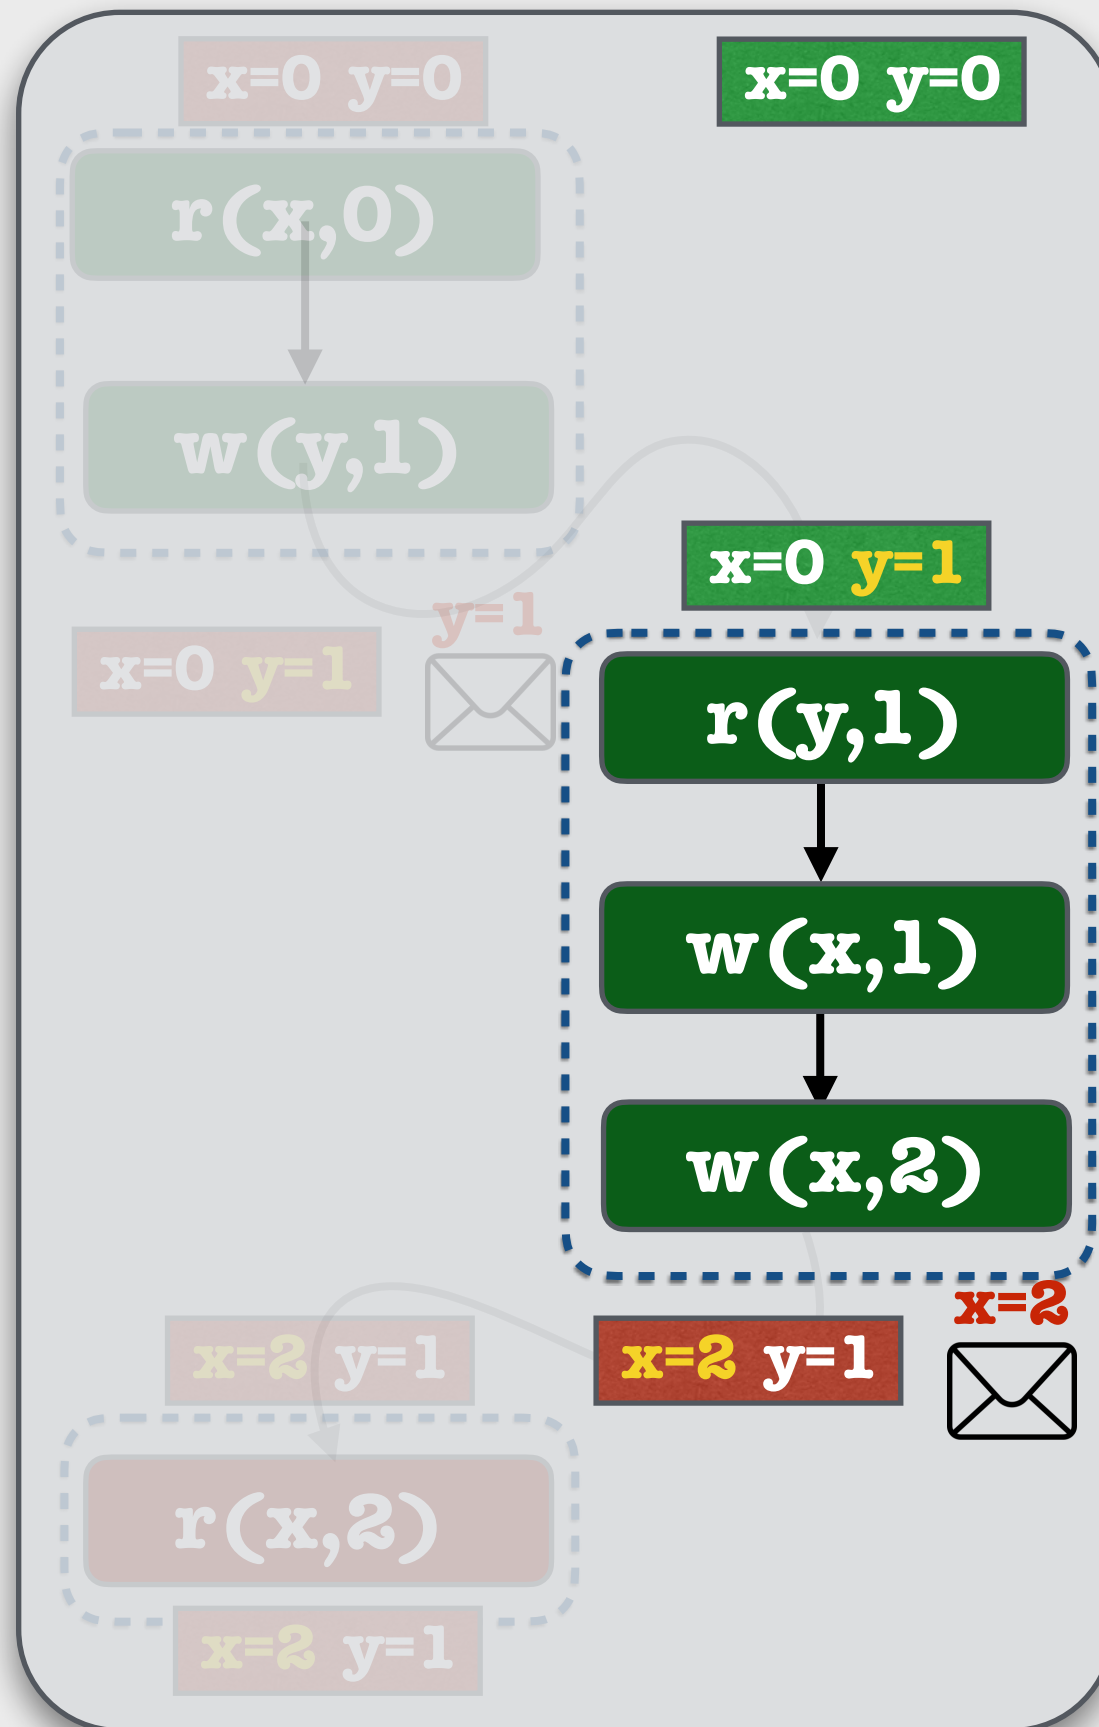 x=0 y=0
x=0 y=0
r(x,0)
w(y,1)
x=0 y=1
y=1
x=0 y=1
r(y,1)
w(x,1)
w(x,2)
x=2
x=2 y=1
x=2 y=1
r(x,2)
x=2 y=1